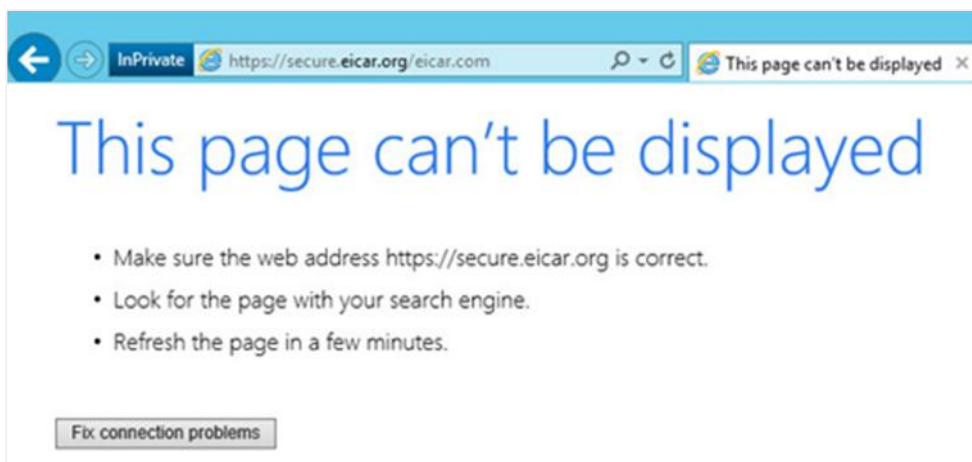 InPrivate https://secure.eicar.org/eicar.com This page can't be displayed
This page can't be displayed
• Make sure the web address https://secure.eicar.org is correct.
• Look for the page with your search engine.
• Refresh the page in a few minutes.
Fix connection problems